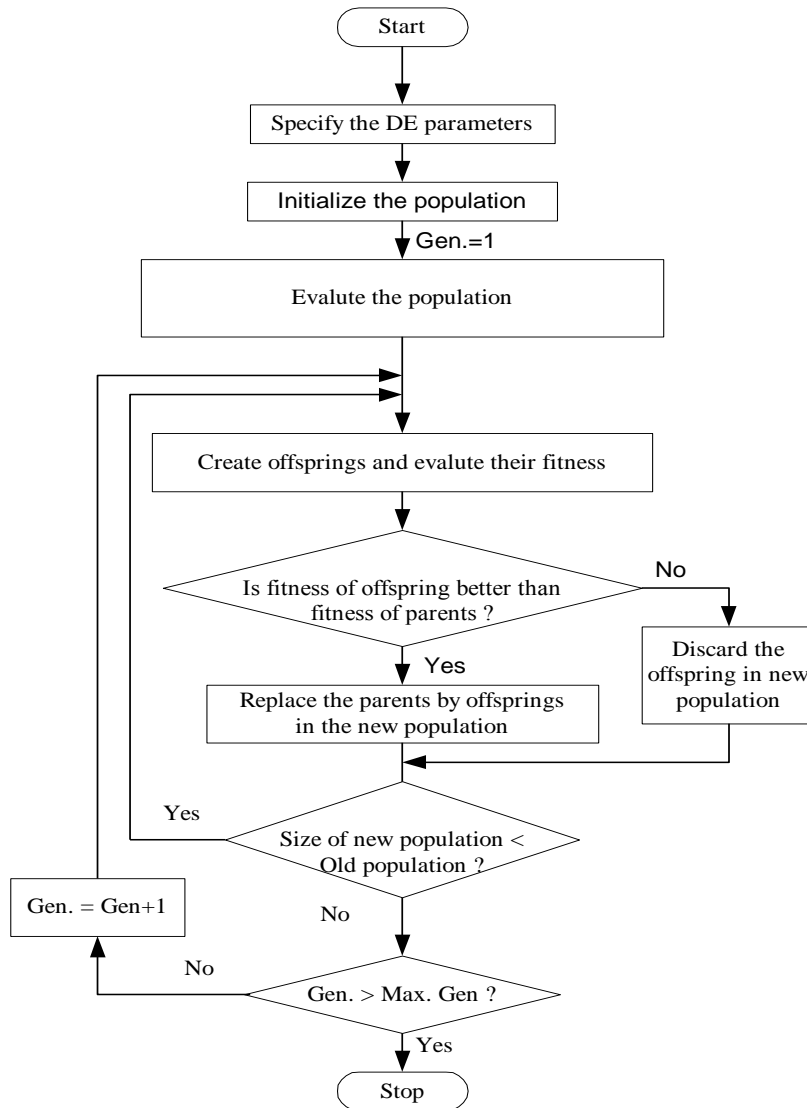 Start
Specify the DE parameters
Initialize the population
Gen.=1
Evalute the population
Create offsprings and evalute their fitness
Is fitness of offspring better than
fitness of parents ?
No
Yes
Discard the
offspring in new
population
Replace the parents by offsprings
in the new population
Yes
Size of new population <
Old population ?
Gen. = Gen+1
No
No
Gen. > Max. Gen ?
Yes
Stop